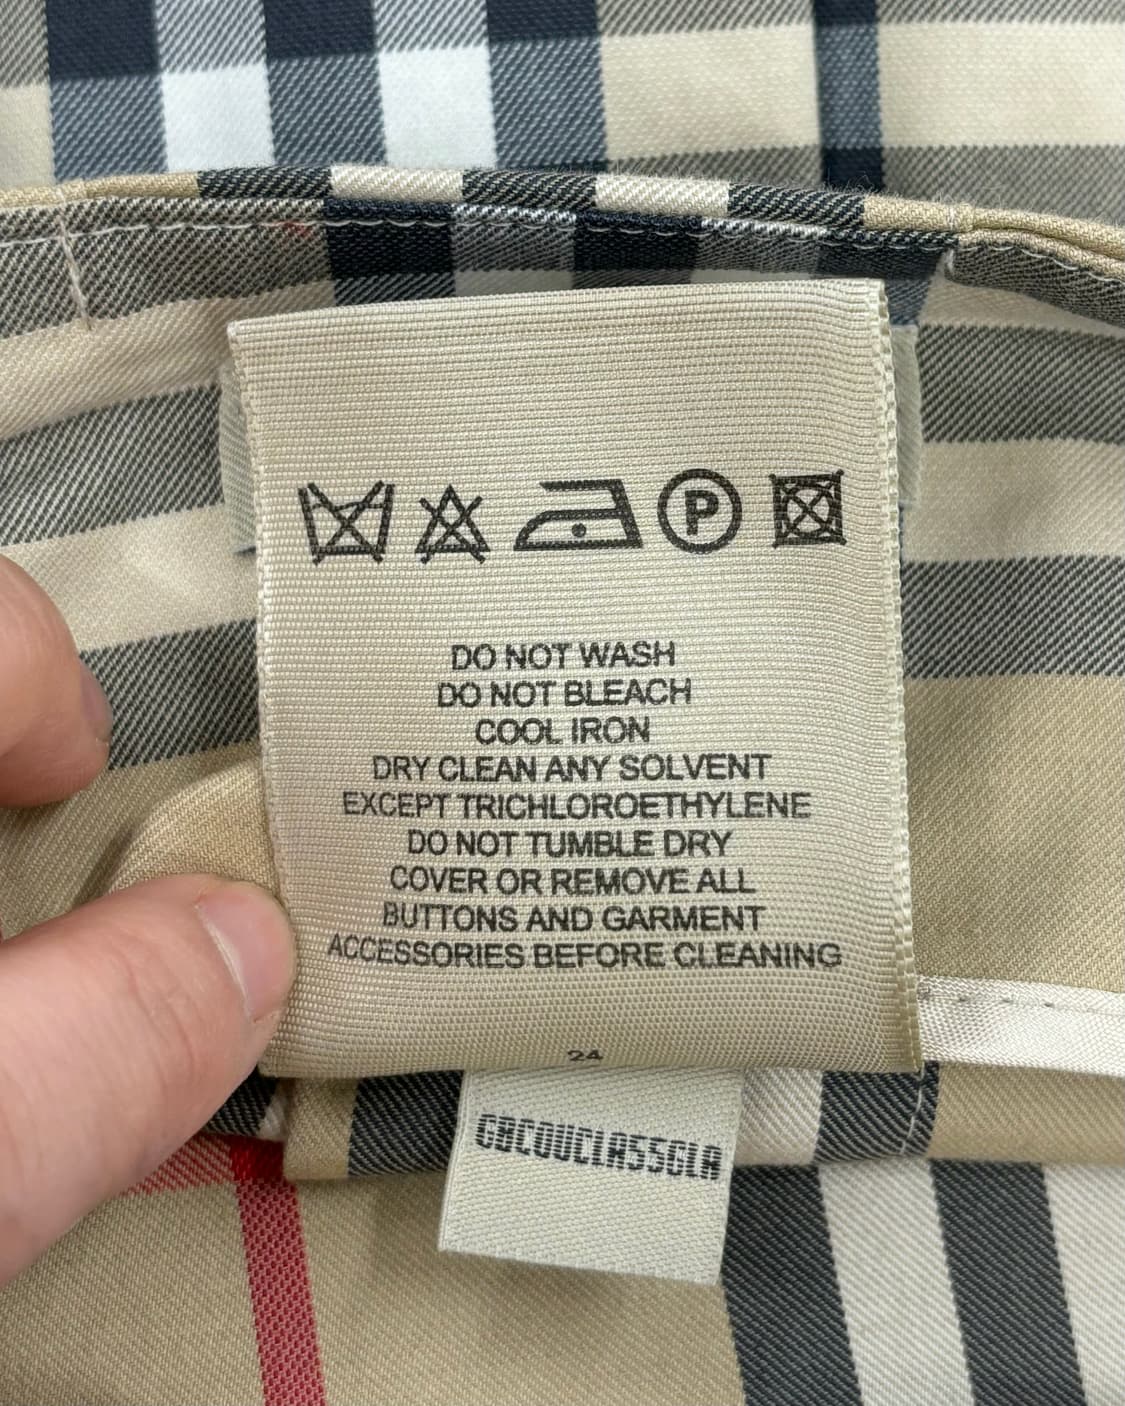 P
DO NOT WASH
DO NOT BLEACH
COOL IRON
DRY CLEAN ANY SOLVENT
EXCEPT TRICHLOROETHYLENE
DO NOT TUMBLE DRY
COVER OR REMOVE ALL
BUTTONS AND GARMENT
ACCESSORIES BEFORE CLEANING
24